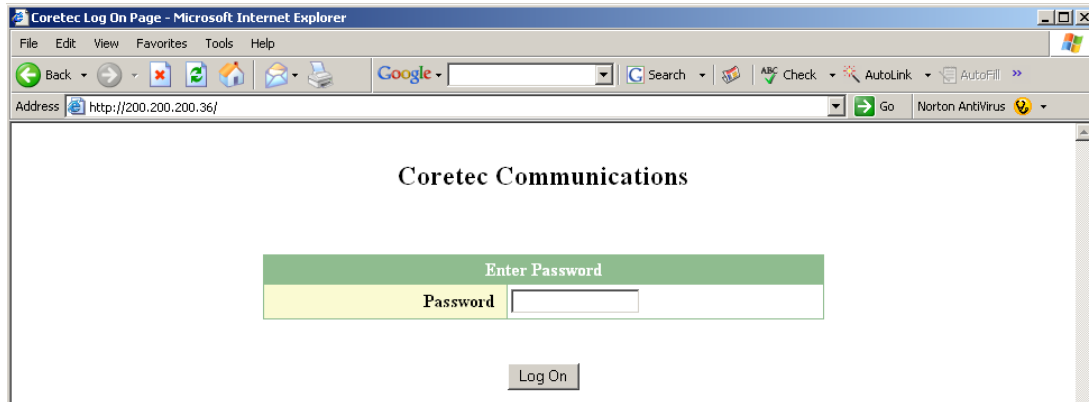 Coretec Log On Page - Microsoft Internet Explorer
File Edit View Favorites Tools Help
Back Google Search ABC Check AutoLink AutoFill »
Address http://200.200.200.36/ Go Norton AntiVirus
Coretec Communications
Enter Password
Password
Log On